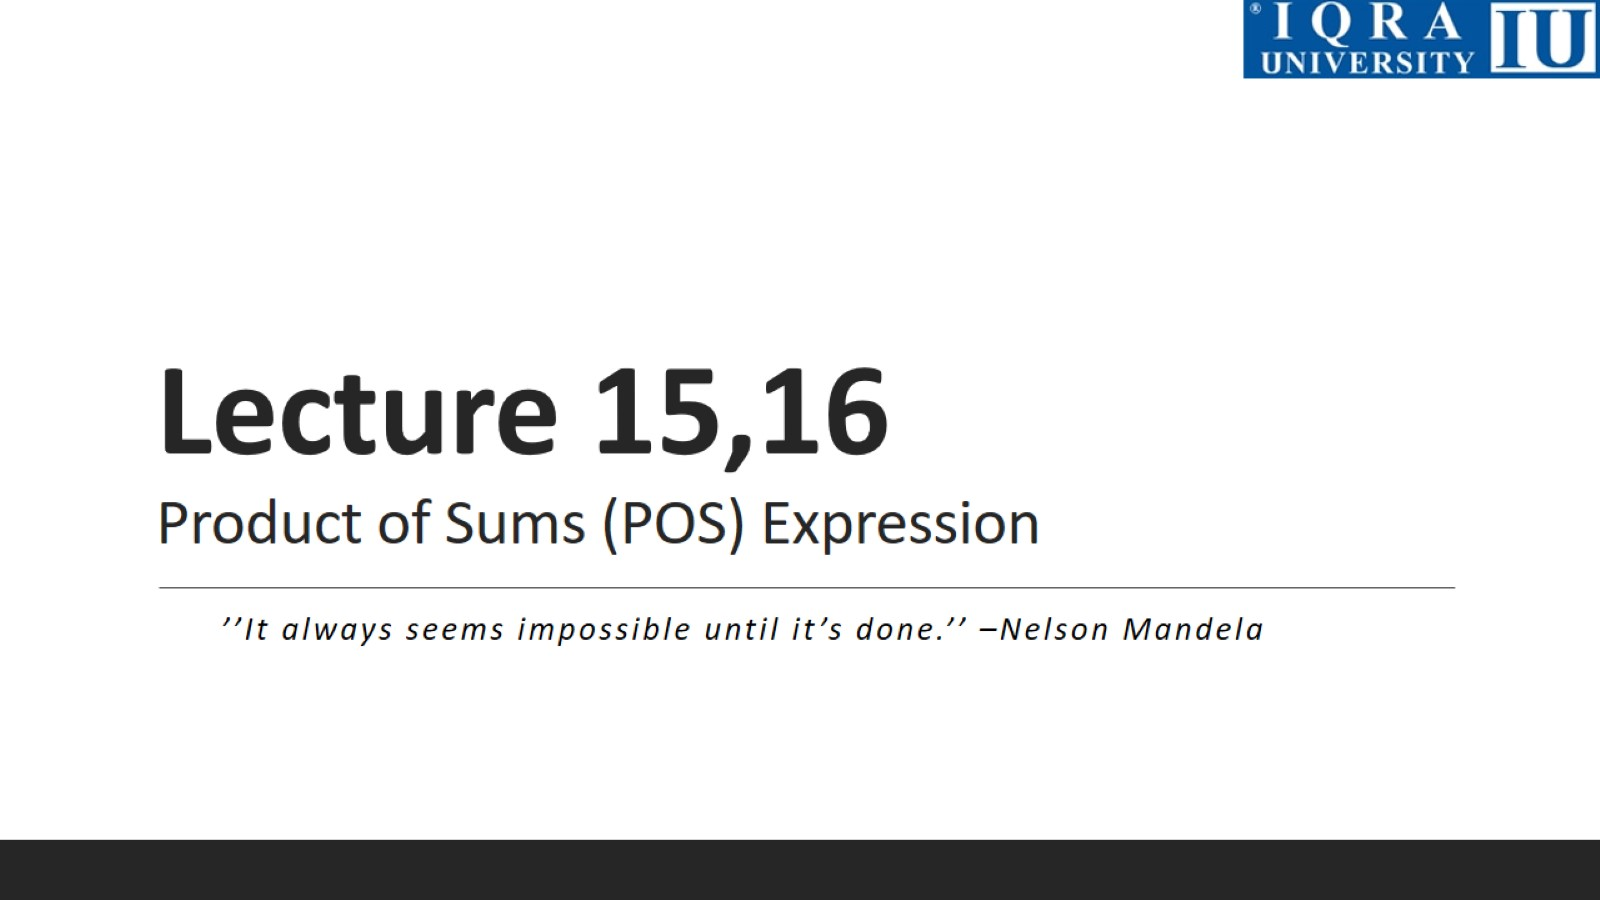 ® IQRA
UNIVERSITY IU
Lecture 15,16
Product of Sums (POS) Expression
’’It always seems impossible until it’s done.’’ –Nelson Mandela